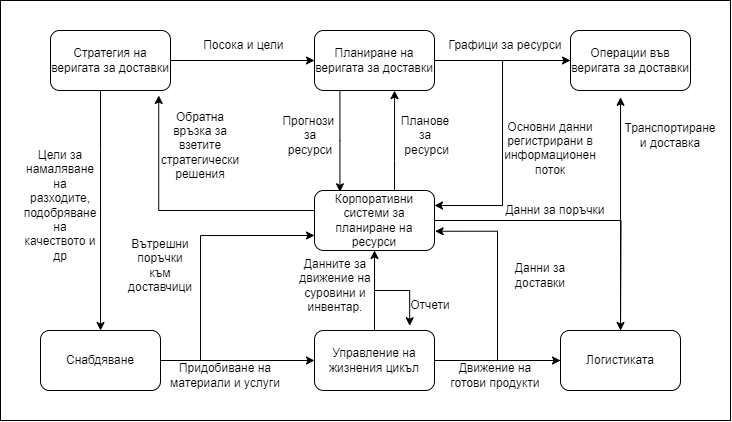 Стратегия на
веригата за доставки
Посока и цели
Планиране на
веригата за доставки
Графици за ресурси
Операции във
веригата за доставки
Обратна
връзка за
взетите
стратегически
решения
Прогнози
за
ресурси
Планове
за
ресурси
Основни данни
регистрирани в
информационен
поток
Транспортиране
и доставка
Цели за
намаляване
на
разходите,
подобряване
на
качеството и
др
Корпоративни
системи за
планиране на
ресурси
Данни за поръчки
Вътрешни
поръчки
към
доставчици
Данните за
движение на
суровини и
инвентар.
Отчети
Данни за
доставки
Снабдяване
Придобиване на
материали и услуги
Управление на
жизнения цикъл
Движение на
готови продукти
Логистиката